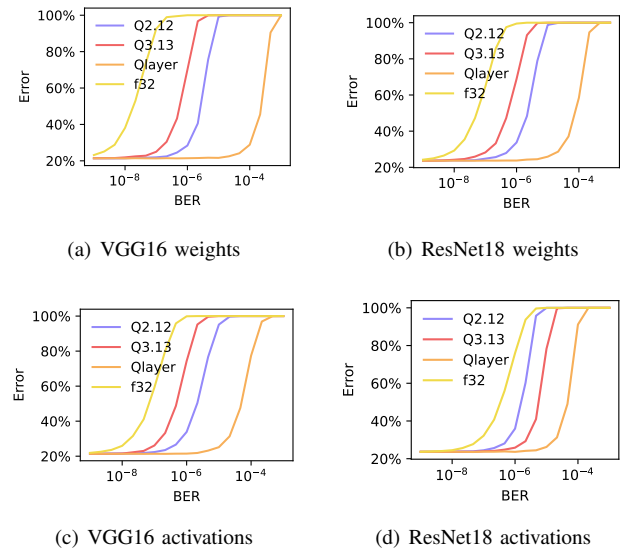 100%
80%
60%
40%
20%
Error
Q2.12
Q3.13
Qlayer
f32
10⁻⁸
10⁻⁶
10⁻⁴
BER
(a) VGG16 weights
100%
80%
60%
40%
20%
Error
Q2.12
Q3.13
Qlayer
f32
10⁻⁸
10⁻⁶
10⁻⁴
BER
(b) ResNet18 weights
100%
80%
60%
40%
20%
Error
Q2.12
Q3.13
Qlayer
f32
10⁻⁸
10⁻⁶
10⁻⁴
BER
(c) VGG16 activations
100%
80%
60%
40%
20%
Error
Q2.12
Q3.13
Qlayer
f32
10⁻⁸
10⁻⁶
10⁻⁴
BER
(d) ResNet18 activations